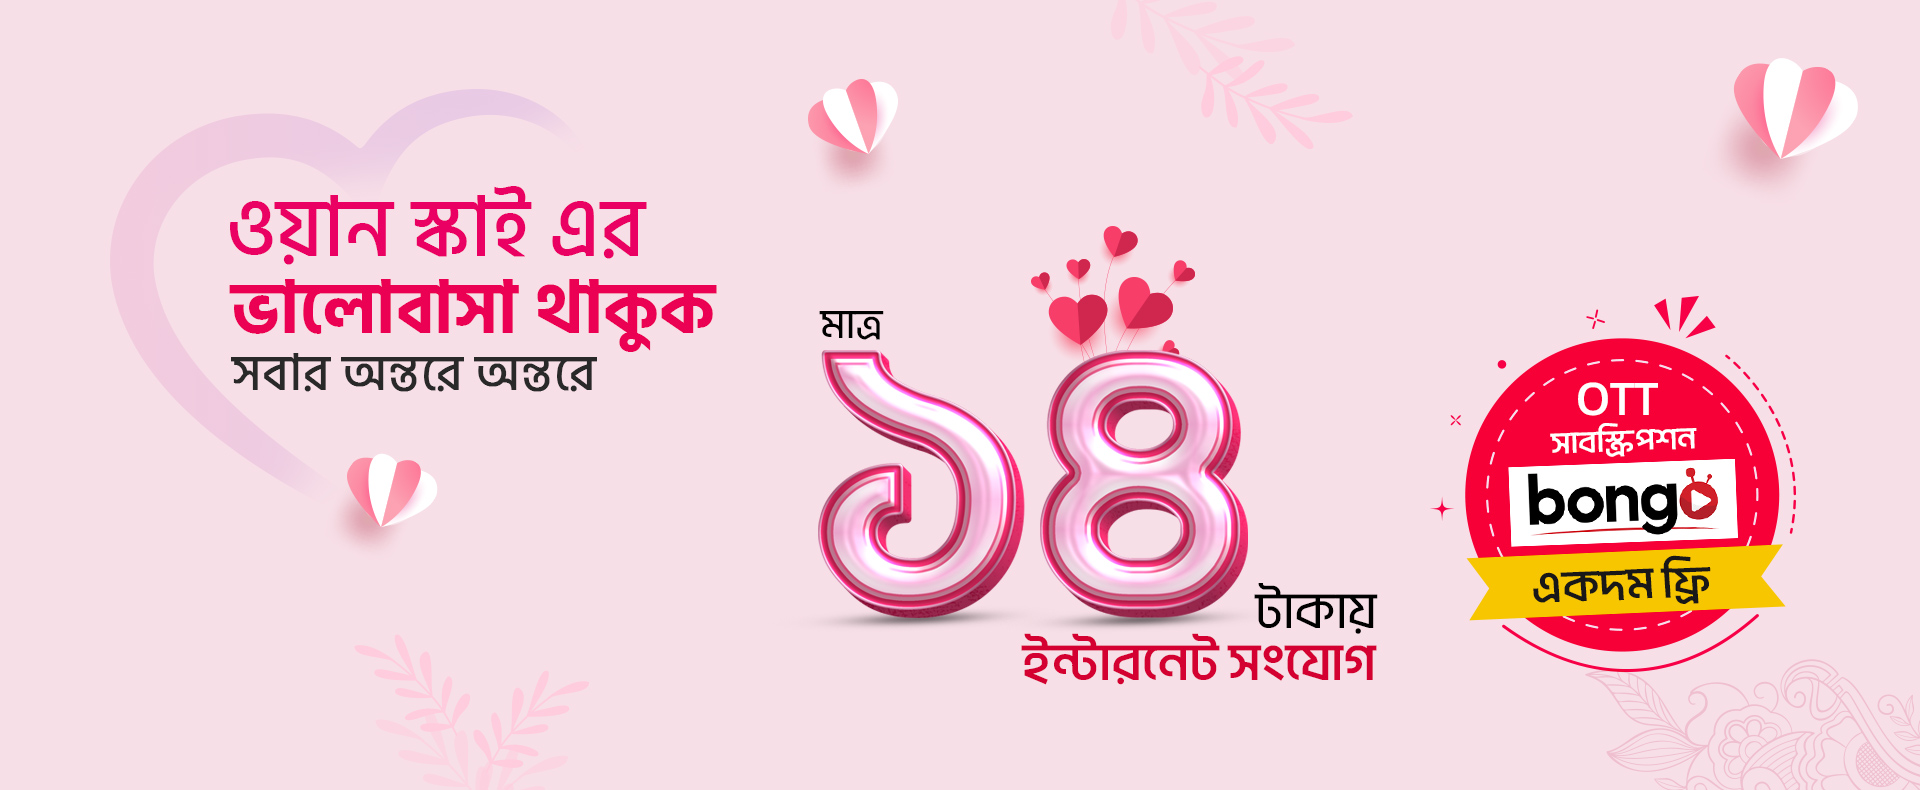 ওয়ান স্কাই এর
ভালোবাসা থাকুক
সবার অন্তরে অন্তরে
মাত্র
১৪
টাকায়
ইন্টারনেট সংযোগ
OTT
সাবস্ক্রিপশন
bongo
একদম ফ্রি